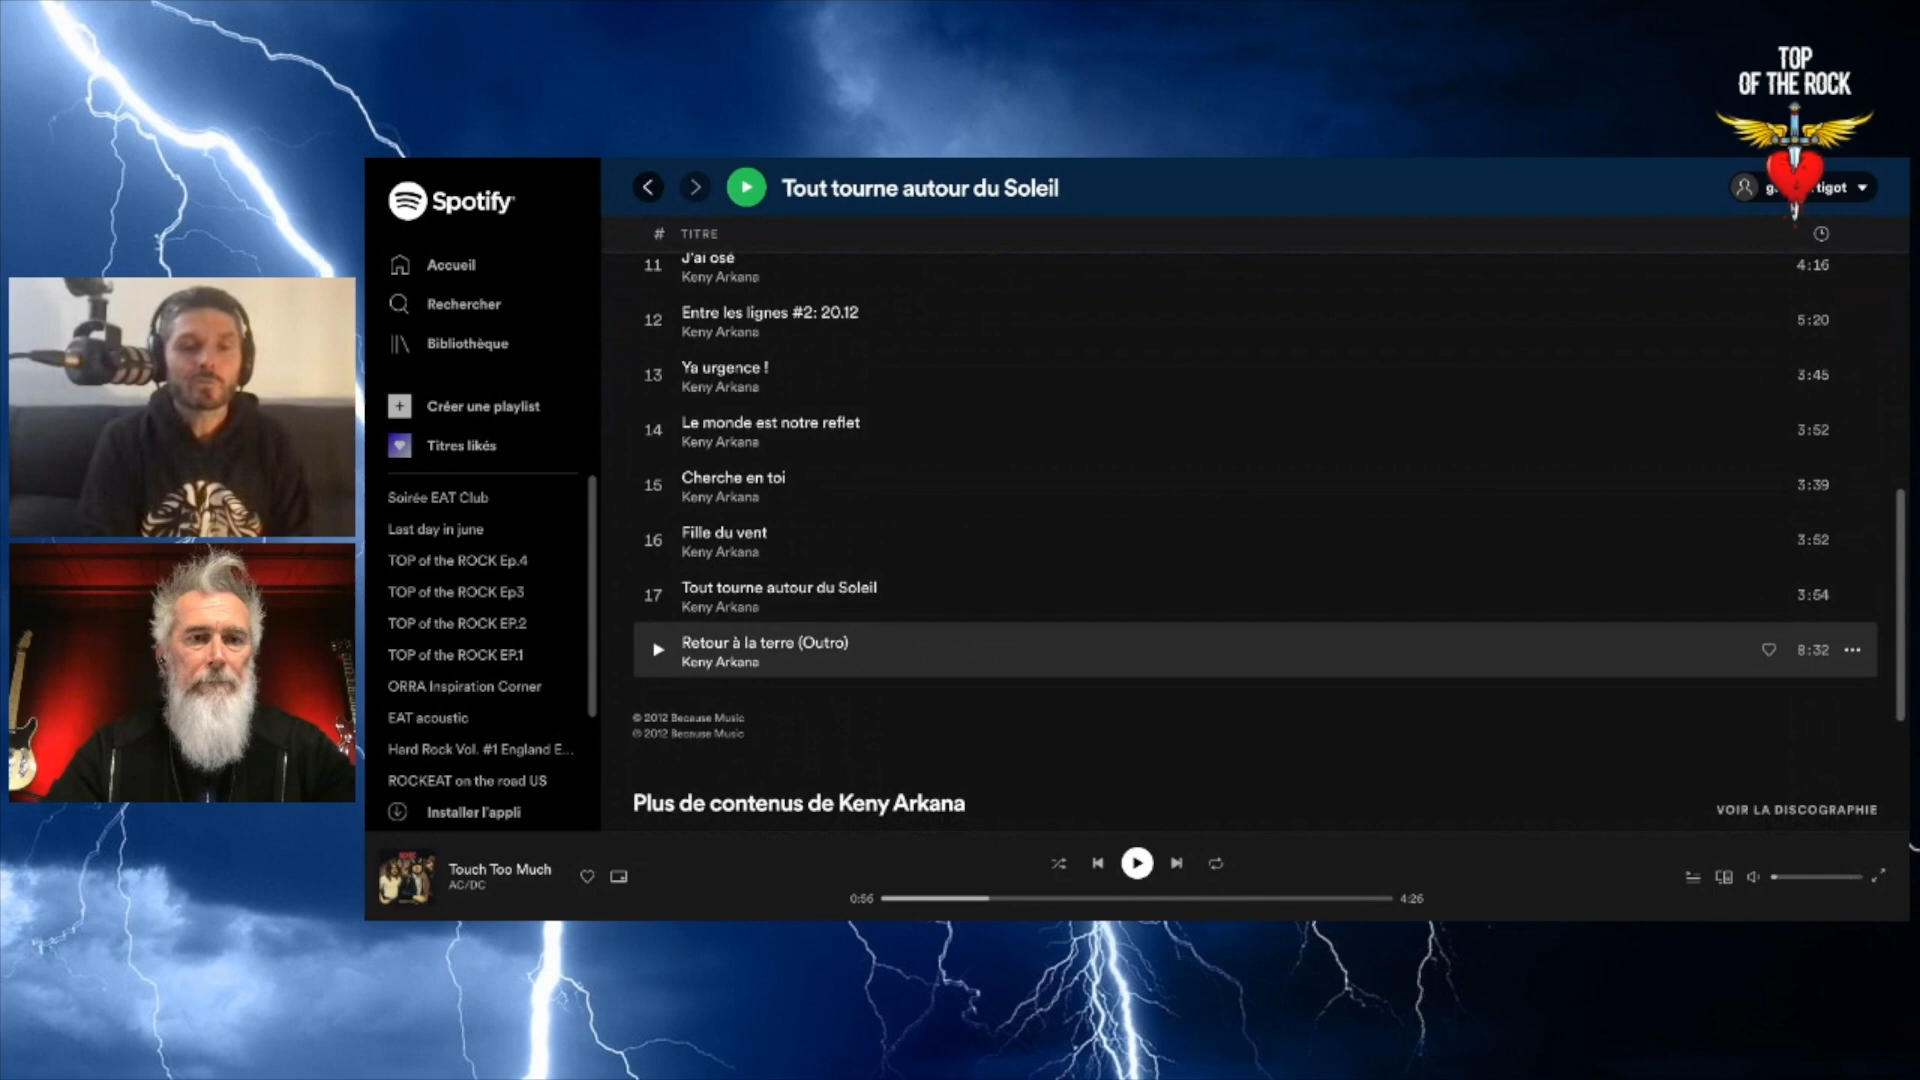 TOP
OF THE ROCK
Spotify
Accueil
Rechercher
Bibliothèque
Créer une playlist
Titres likés
Soirée EAT Club
Last day in june
TOP of the ROCK Ep.4
TOP of the ROCK Ep3
TOP of the ROCK EP.2
TOP of the ROCK EP.1
ORRA Inspiration Corner
EAT acoustic
Hard Rock Vol. #1 England E...
ROCKEAT on the road US
Installer l'appli
Tout tourne autour du Soleil
# TITRE
11 J'ai osé 4:16
Keny Arkana
12 Entre les lignes #2: 20.12 5:20
Keny Arkana
13 Ya urgence ! 3:45
Keny Arkana
14 Le monde est notre reflet 3:52
Keny Arkana
15 Cherche en toi 3:39
Keny Arkana
16 Fille du vent 3:52
Keny Arkana
17 Tout tourne autour du Soleil 3:54
Keny Arkana
Retour à la terre (Outro) 8:32
Keny Arkana
© 2012 Because Music
℗ 2012 Because Music
Plus de contenus de Keny Arkana
VOIR LA DISCOGRAPHIE
Touch Too Much
AC/DC
0:56 4:26